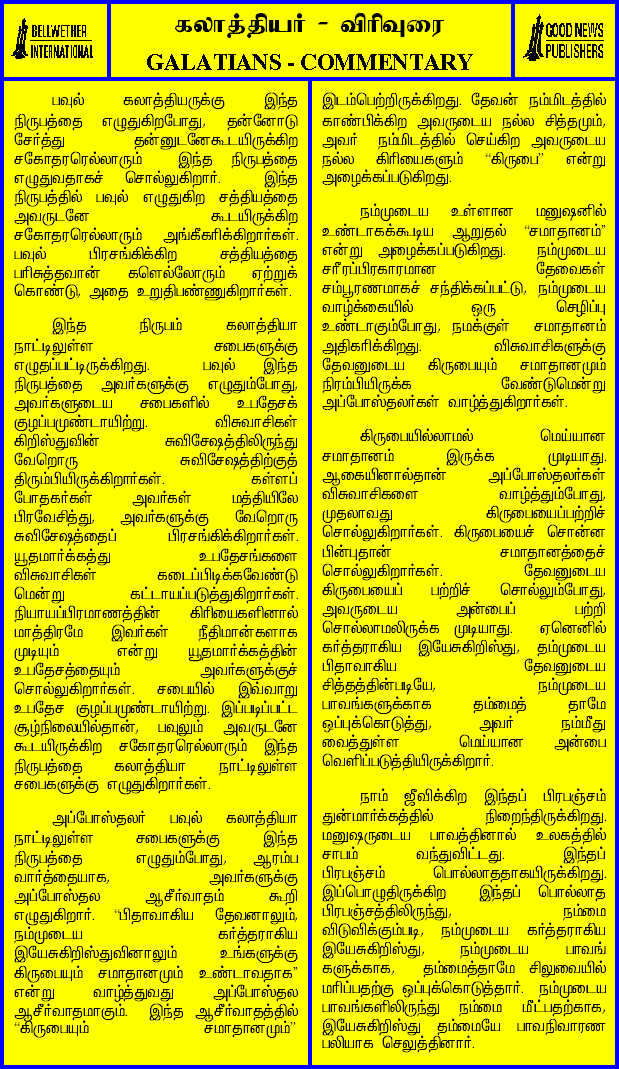 BELLWETHER
INTERNATIONAL
கலாத்தியர் - விரிவுரை
GALATIANS - COMMENTARY
GOOD NEWS
PUBLISHERS
பவுல் கலாத்தியருக்கு இந்த
நிருபத்தை எழுதுகிறபோது, தன்னோடு
சேர்த்து தன்னுடனேகூடயிருக்கிற
சகோதரரெல்லாரும் இந்த நிருபத்தை
எழுதுவதாகச் சொல்லுகிறார். இந்த
நிருபத்தில் பவுல் எழுதுகிற சத்தியத்தை
அவருடனே கூடயிருக்கிற
சகோதரரெல்லாரும் அங்கீகரிக்கிறார்கள்.
பவுல் பிரசங்கிக்கிற சத்தியத்தை
பரிசுத்தவான் களெல்லோரும் ஏற்றுக்
கொண்டு, அதை உறுதிபண்ணுகிறார்கள்.
இந்த நிருபம் கலாத்தியா
நாட்டிலுள்ள சபைகளுக்கு
எழுதப்பட்டிருக்கிறது. பவுல் இந்த
நிருபத்தை அவர்களுக்கு எழுதும்போது,
அவர்களுடைய சபைகளில் உபதேசக்
குழப்பமுண்டாயிற்று. விசுவாசிகள்
கிறிஸ்துவின் சுவிசேஷத்திலிருந்து
வேறொரு சுவிசேஷத்திற்குத்
திரும்பியிருக்கிறார்கள். கள்ளப்
போதகர்கள் அவர்கள் மத்தியிலே
பிரவேசித்து, அவர்களுக்கு வேறொரு
சுவிசேஷத்தைப் பிரசங்கிக்கிறார்கள்.
யூதமார்க்கத்து உபதேசங்களை
விசுவாசிகள் கடைப்பிடிக்கவேண்டு
மென்று கட்டாயப்படுத்துகிறார்கள்.
நியாயப்பிரமாணத்தின் கிரியைகளினால்
மாத்திரமே இவர்கள் நீதிமான்களாக
முடியும் என்று யூதமார்க்கத்தின்
உபதேசத்தையும் அவர்களுக்குச்
சொல்லுகிறார்கள். சபையில் இவ்வாறு
உபதேச குழப்பமுண்டாயிற்று. இப்படிப்பட்ட
சூழ்நிலையில்தான், பவுலும் அவருடனே
கூடயிருக்கிற சகோதரரெல்லாரும் இந்த
நிருபத்தை கலாத்தியா நாட்டிலுள்ள
சபைகளுக்கு எழுதுகிறார்கள்.
அப்போஸ்தலர் பவுல் கலாத்தியா
நாட்டிலுள்ள சபைகளுக்கு இந்த
நிருபத்தை எழுதும்போது, ஆரம்ப
வார்த்தையாக, அவர்களுக்கு
அப்போஸ்தல ஆசீர்வாதம் கூறி
எழுதுகிறார். “பிதாவாகிய தேவனாலும்,
நம்முடைய கர்த்தராகிய
இயேசுகிறிஸ்துவினாலும் உங்களுக்கு
கிருபையும் சமாதானமும் உண்டாவதாக”
என்று வாழ்த்துவது அப்போஸ்தல
ஆசீர்வாதமாகும். இந்த ஆசீர்வாதத்தில்
“கிருபையும் சமாதானமும்”
இடம்பெற்றிருக்கிறது. தேவன் நம்மிடத்தில்
காண்பிக்கிற அவருடைய நல்ல சித்தமும்,
அவர் நம்மிடத்தில் செய்கிற அவருடைய
நல்ல கிரியைகளும் “கிருபை” என்று
அழைக்கப்படுகிறது.
நம்முடைய உள்ளான மனுஷனில்
உண்டாகக்கூடிய ஆறுதல் “சமாதானம்”
என்று அழைக்கப்படுகிறது. நம்முடைய
சரீரப்பிரகாரமான தேவைகள்
சம்பூரணமாகச் சந்திக்கப்பட்டு, நம்முடைய
வாழ்க்கையில் ஒரு செழிப்பு
உண்டாகும்போது, நமக்குள் சமாதானம்
அதிகரிக்கிறது. விசுவாசிகளுக்கு
தேவனுடைய கிருபையும் சமாதானமும்
நிரம்பியிருக்க வேண்டுமென்று
அப்போஸ்தலர்கள் வாழ்த்துகிறார்கள்.
கிருபையில்லாமல் மெய்யான
சமாதானம் இருக்க முடியாது.
ஆகையினால்தான் அப்போஸ்தலர்கள்
விசுவாசிகளை வாழ்த்தும்போது,
முதலாவது கிருபையைப்பற்றிச்
சொல்லுகிறார்கள். கிருபையைச் சொன்ன
பின்புதான் சமாதானத்தைச்
சொல்லுகிறார்கள். தேவனுடைய
கிருபையைப் பற்றிச் சொல்லும்போது,
அவருடைய அன்பைப் பற்றி
சொல்லாமலிருக்க முடியாது. ஏனெனில்
கர்த்தராகிய இயேசுகிறிஸ்து, தம்முடைய
பிதாவாகிய தேவனுடைய
சித்தத்தின்படியே, நம்முடைய
பாவங்களுக்காக தம்மைத் தாமே
ஒப்புக்கொடுத்து, அவர் நம்மீது
வைத்துள்ள மெய்யான அன்பை
வெளிப்படுத்தியிருக்கிறார்.
நாம் ஜீவிக்கிற இந்தப் பிரபஞ்சம்
துன்மார்க்கத்தில் நிறைந்திருக்கிறது.
மனுஷருடைய பாவத்தினால் உலகத்தில்
சாபம் வந்துவிட்டது. இந்தப்
பிரபஞ்சம் பொல்லாததாகயிருக்கிறது.
இப்பொழுதிருக்கிற இந்தப் பொல்லாத
பிரபஞ்சத்திலிருந்து, நம்மை
விடுவிக்கும்படி, நம்முடைய கர்த்தராகிய
இயேசுகிறிஸ்து, நம்முடைய பாவங்
களுக்காக, தம்மைத்தாமே சிலுவையில்
மரிப்பதற்கு ஒப்புக்கொடுத்தார். நம்முடைய
பாவங்களிலிருந்து நம்மை மீட்பதற்காக,
இயேசுகிறிஸ்து தம்மையே பாவநிவாரண
பலியாக செலுத்தினார்.